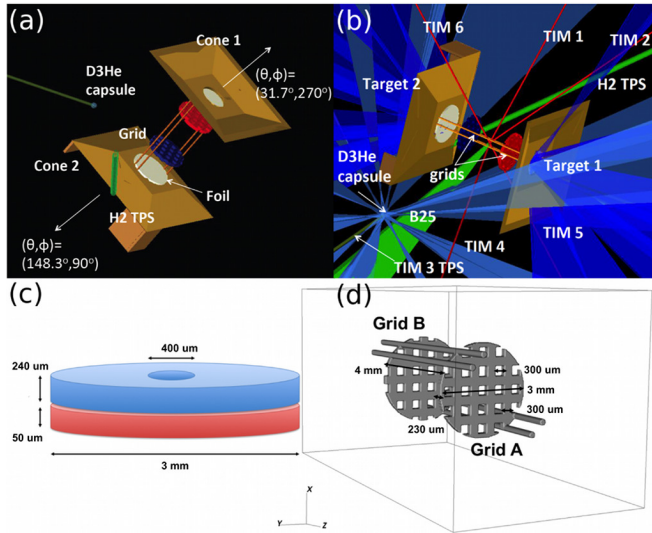 (a)
Cone 1
D3He
capsule
(θ,ϕ)=
(31.7°,270°)
Grid
Cone 2
Foil
H2 TPS
(θ,ϕ)=
(148.3°,90°)
(b)
TIM 6
TIM 1
TIM 2
Target 2
H2 TPS
D3He
capsule
grids
Target 1
B25
TIM 4
TIM 5
TIM 3 TPS
(c)
400 um
240 um
50 um
3 mm
(d)
Grid B
4 mm
300 um
3 mm
300 um
230 um
Grid A
X
Y
Z